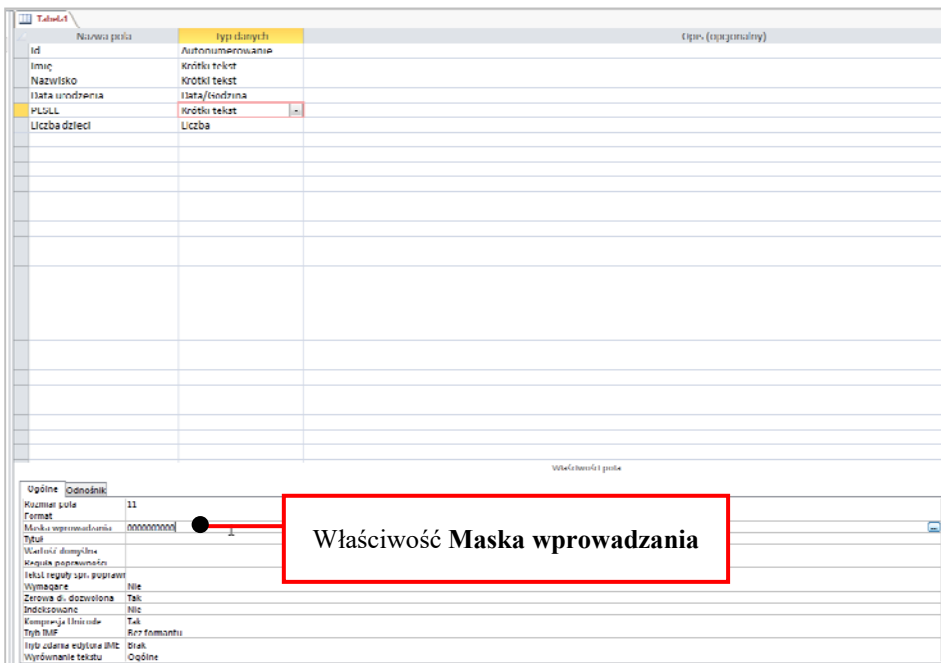 Tabela1
Nazwa pola Typ danych Opis (opcjonalny)
Id Autonumerowanie
Imię Krótki tekst
Nazwisko Krótki tekst
Data urodzenia Data/Godzina
PESEL Krótki tekst
Liczba dzieci Liczba
Właściwości pola
Ogólne Odnośnik
Rozmiar pola 11
Format
Maska wprowadzania
Tytuł
Wartość domyślna
Reguła poprawności
Tekst reguły spr. poprawn
Wymagane Nie
Zerowa dł. dozwolona Tak
Indeksowane Nie
Kompresja Unicode Tak
Tryb IME Bez formantu
Tryb zdania edytora IME Brak
Wyrównanie tekstu Ogólne
Właściwość Maska wprowadzania